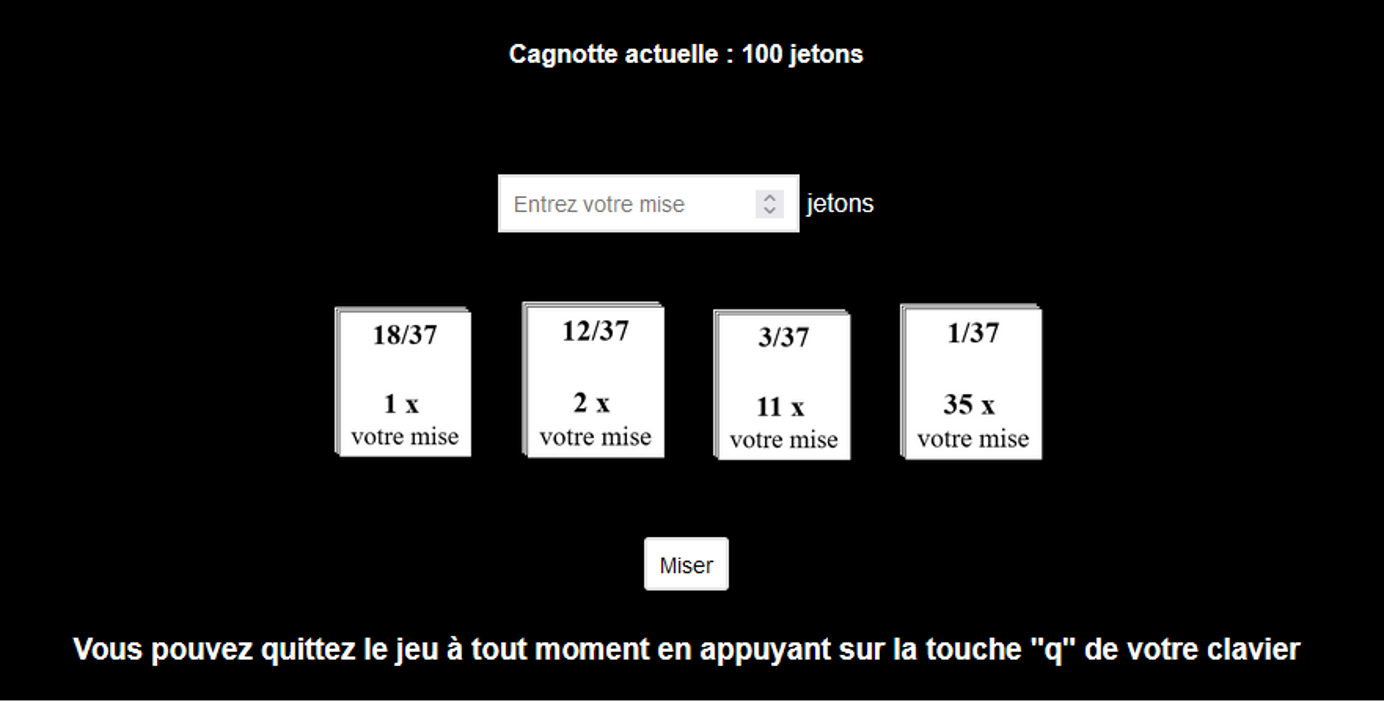 Cagnotte actuelle : 100 jetons
Entrez votre mise jetons
18/37
1 x
votre mise
12/37
2 x
votre mise
3/37
11 x
votre mise
1/37
35 x
votre mise
Miser
Vous pouvez quittez le jeu à tout moment en appuyant sur la touche "q" de votre clavier